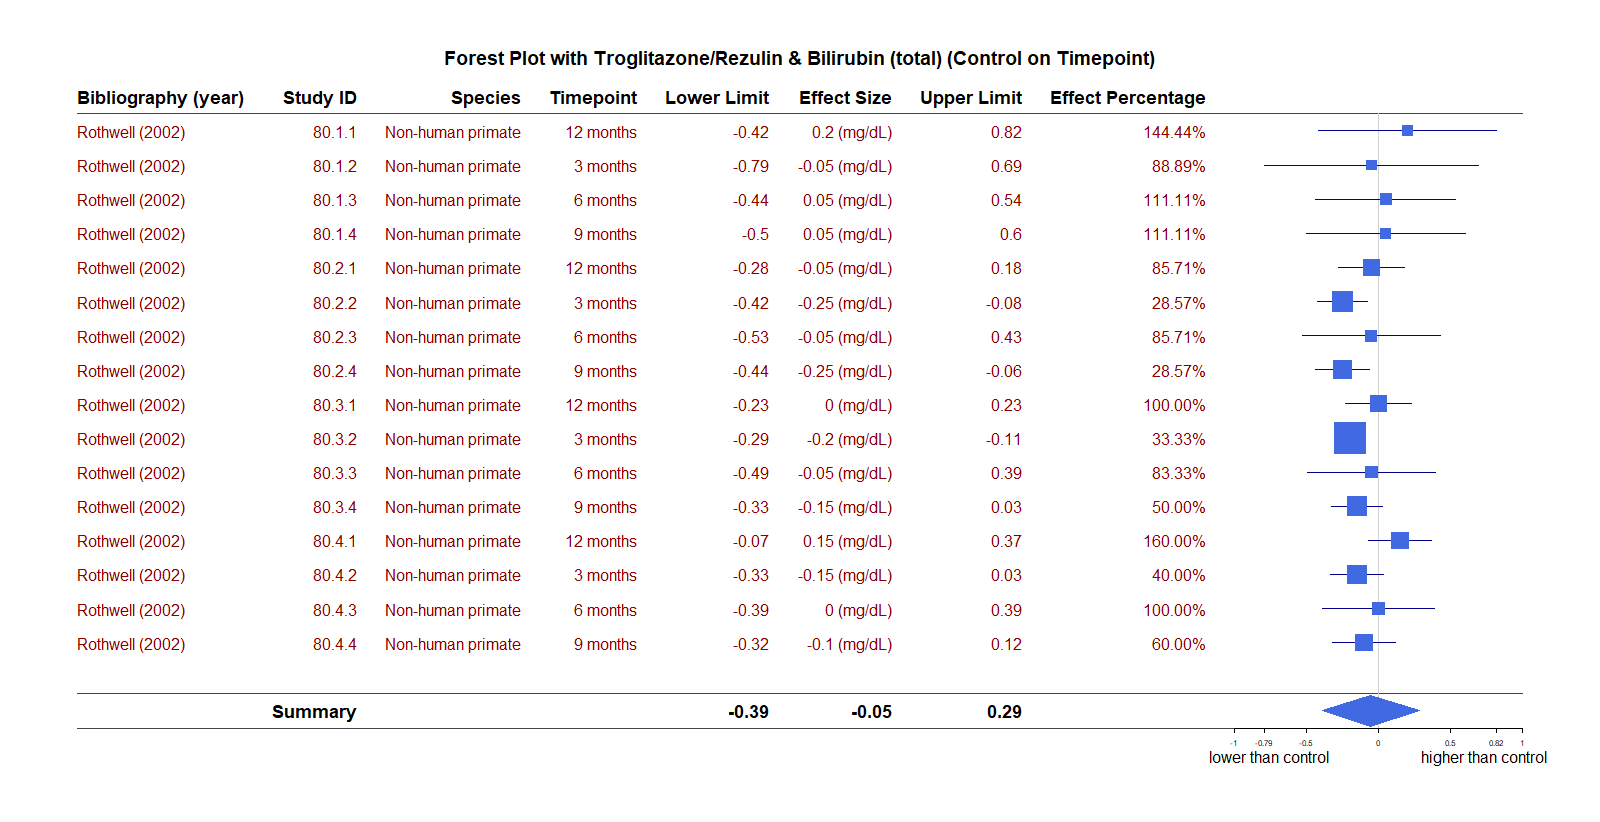 Forest Plot with Troglitazone/Rezulin & Bilirubin (total) (Control on Timepoint)
Bibliography (year) Study ID Species Timepoint Lower Limit Effect Size Upper Limit Effect Percentage
Rothwell (2002) 80.1.1 Non-human primate 12 months -0.42 0.2 (mg/dL) 0.82 144.44%
Rothwell (2002) 80.1.2 Non-human primate 3 months -0.79 -0.05 (mg/dL) 0.69 88.89%
Rothwell (2002) 80.1.3 Non-human primate 6 months -0.44 0.05 (mg/dL) 0.54 111.11%
Rothwell (2002) 80.1.4 Non-human primate 9 months -0.5 0.05 (mg/dL) 0.6 111.11%
Rothwell (2002) 80.2.1 Non-human primate 12 months -0.28 -0.05 (mg/dL) 0.18 85.71%
Rothwell (2002) 80.2.2 Non-human primate 3 months -0.42 -0.25 (mg/dL) -0.08 28.57%
Rothwell (2002) 80.2.3 Non-human primate 6 months -0.53 -0.05 (mg/dL) 0.43 85.71%
Rothwell (2002) 80.2.4 Non-human primate 9 months -0.44 -0.25 (mg/dL) -0.06 28.57%
Rothwell (2002) 80.3.1 Non-human primate 12 months -0.23 0 (mg/dL) 0.23 100.00%
Rothwell (2002) 80.3.2 Non-human primate 3 months -0.29 -0.2 (mg/dL) -0.11 33.33%
Rothwell (2002) 80.3.3 Non-human primate 6 months -0.49 -0.05 (mg/dL) 0.39 83.33%
Rothwell (2002) 80.3.4 Non-human primate 9 months -0.33 -0.15 (mg/dL) 0.03 50.00%
Rothwell (2002) 80.4.1 Non-human primate 12 months -0.07 0.15 (mg/dL) 0.37 160.00%
Rothwell (2002) 80.4.2 Non-human primate 3 months -0.33 -0.15 (mg/dL) 0.03 40.00%
Rothwell (2002) 80.4.3 Non-human primate 6 months -0.39 0 (mg/dL) 0.39 100.00%
Rothwell (2002) 80.4.4 Non-human primate 9 months -0.32 -0.1 (mg/dL) 0.12 60.00%
Summary -0.39 -0.05 0.29
-1 -0.79 -0.5 0 0.5 0.82 1
lower than control higher than control